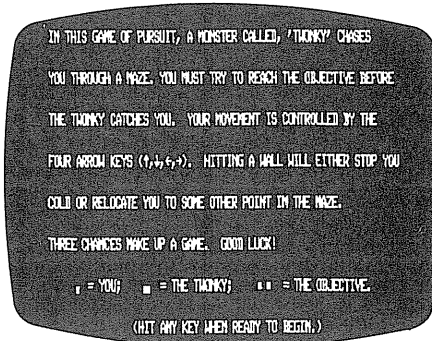 IN THIS GAME OF PURSUIT, A MONSTER CALLED, 'TWONKY' CHASES
YOU THROUGH A MAZE. YOU MUST TRY TO REACH THE OBJECTIVE BEFORE
THE TWONKY CATCHES YOU. YOUR MOVEMENT IS CONTROLLED BY THE
FOUR ARROW KEYS (↑,↓,←,→). HITTING A WALL WILL EITHER STOP YOU
COLD OR RELOCATE YOU TO SOME OTHER POINT IN THE MAZE.
THREE CHANCES MAKE UP A GAME. GOOD LUCK!
= YOU; ■ = THE TWONKY; = THE OBJECTIVE.
(HIT ANY KEY WHEN READY TO BEGIN.)